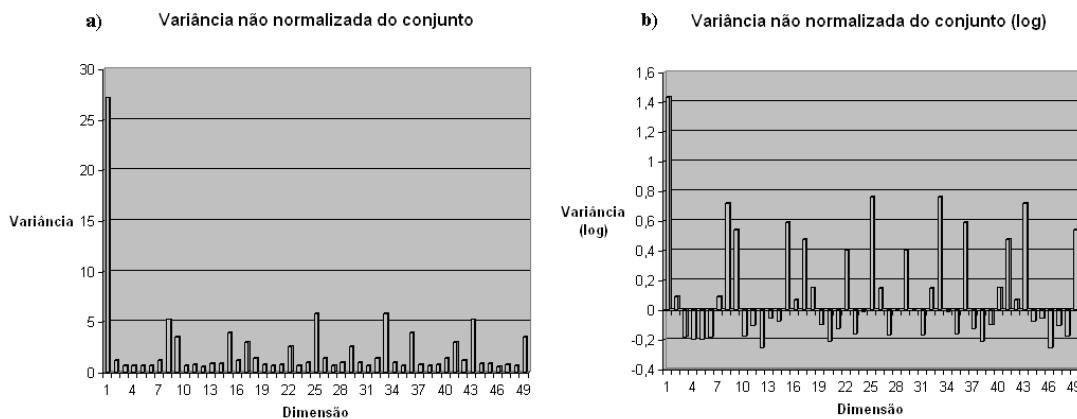 a) Variância não normalizada do conjunto
30
25
20
15
10
5
0
Variância
1 4 7 10 13 16 19 22 25 28 31 34 37 40 43 46 49
Dimensão
b) Variância não normalizada do conjunto (log)
1,6
1,4
1,2
1
0,8
0,6
0,4
0,2
0
-0,2
-0,4
Variância
(log)
1 4 7 10 13 16 19 22 25 28 31 34 37 40 43 46 49
Dimensão